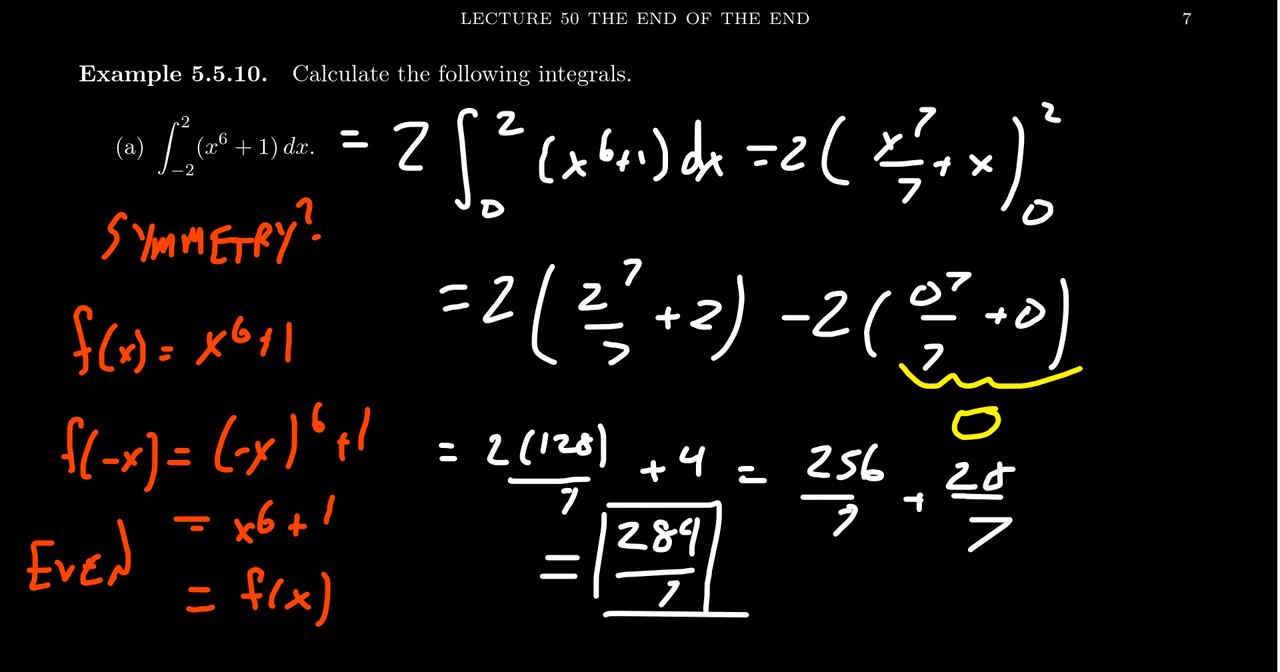 LECTURE 50 THE END OF THE END 7
Example 5.5.10. Calculate the following integrals.
(a) ∫_{-2}^{2} (x^6 + 1) dx. = 2 ∫_0^2 (x^6+1) dx = 2 ( x^7/7 + x )_0^2
SYMMETRY?
= 2 ( 2^7/7 + 2 ) - 2 ( 0^7/7 + 0 )
f(x) = x^6+1
0
f(-x) = (-x)^6 + 1
= 2(128)/7 + 4 = 256/7 + 28/7
= x^6 + 1
= 284/7
EVEN
= f(x)